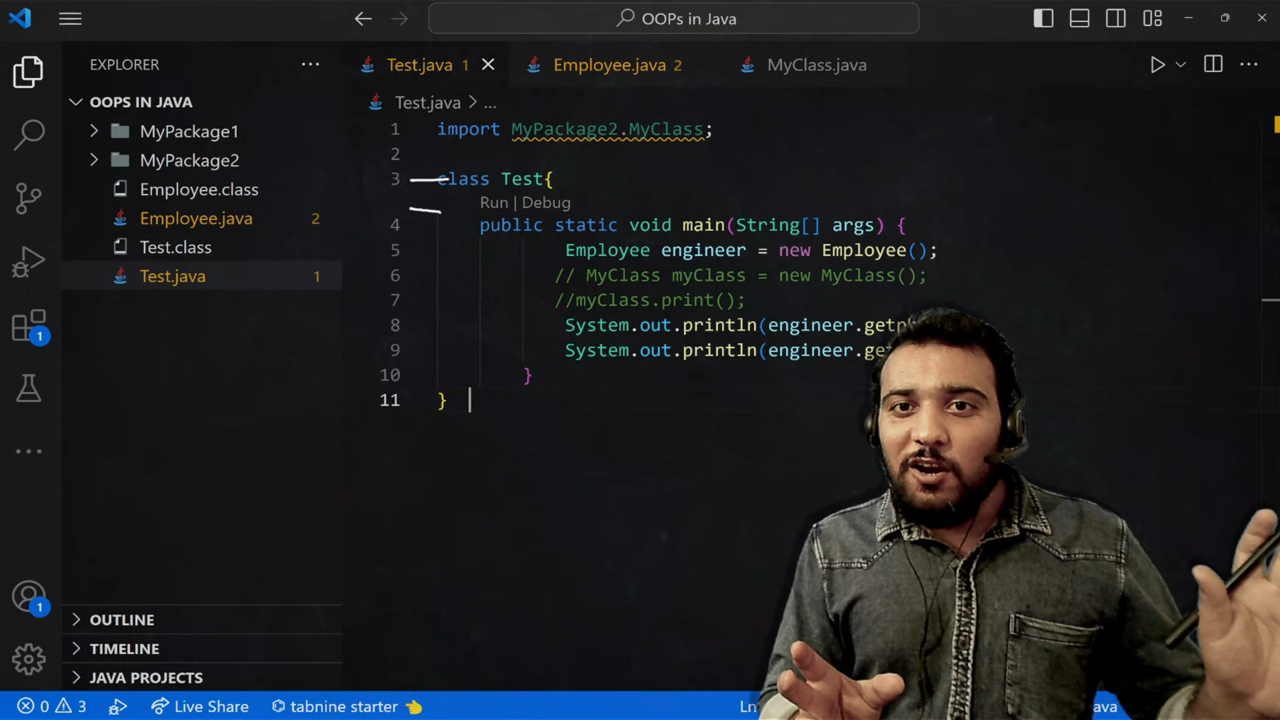 OOPs in Java
EXPLORER
Test.java 1
Employee.java 2
MyClass.java
OOPS IN JAVA
MyPackage1
MyPackage2
Employee.class
Employee.java 2
Test.class
Test.java 1
Test.java > ...
1 import MyPackage2.MyClass;
2
3 class Test{
Run | Debug
4 public static void main(String[] args) {
5 Employee engineer = new Employee();
6 // MyClass myClass = new MyClass();
7 //myClass.print();
8 System.out.println(engineer.
9 System.out.println(engineer.
10 }
11 }
1
1
OUTLINE
TIMELINE
JAVA PROJECTS
0 3 Live Share tabnine starter